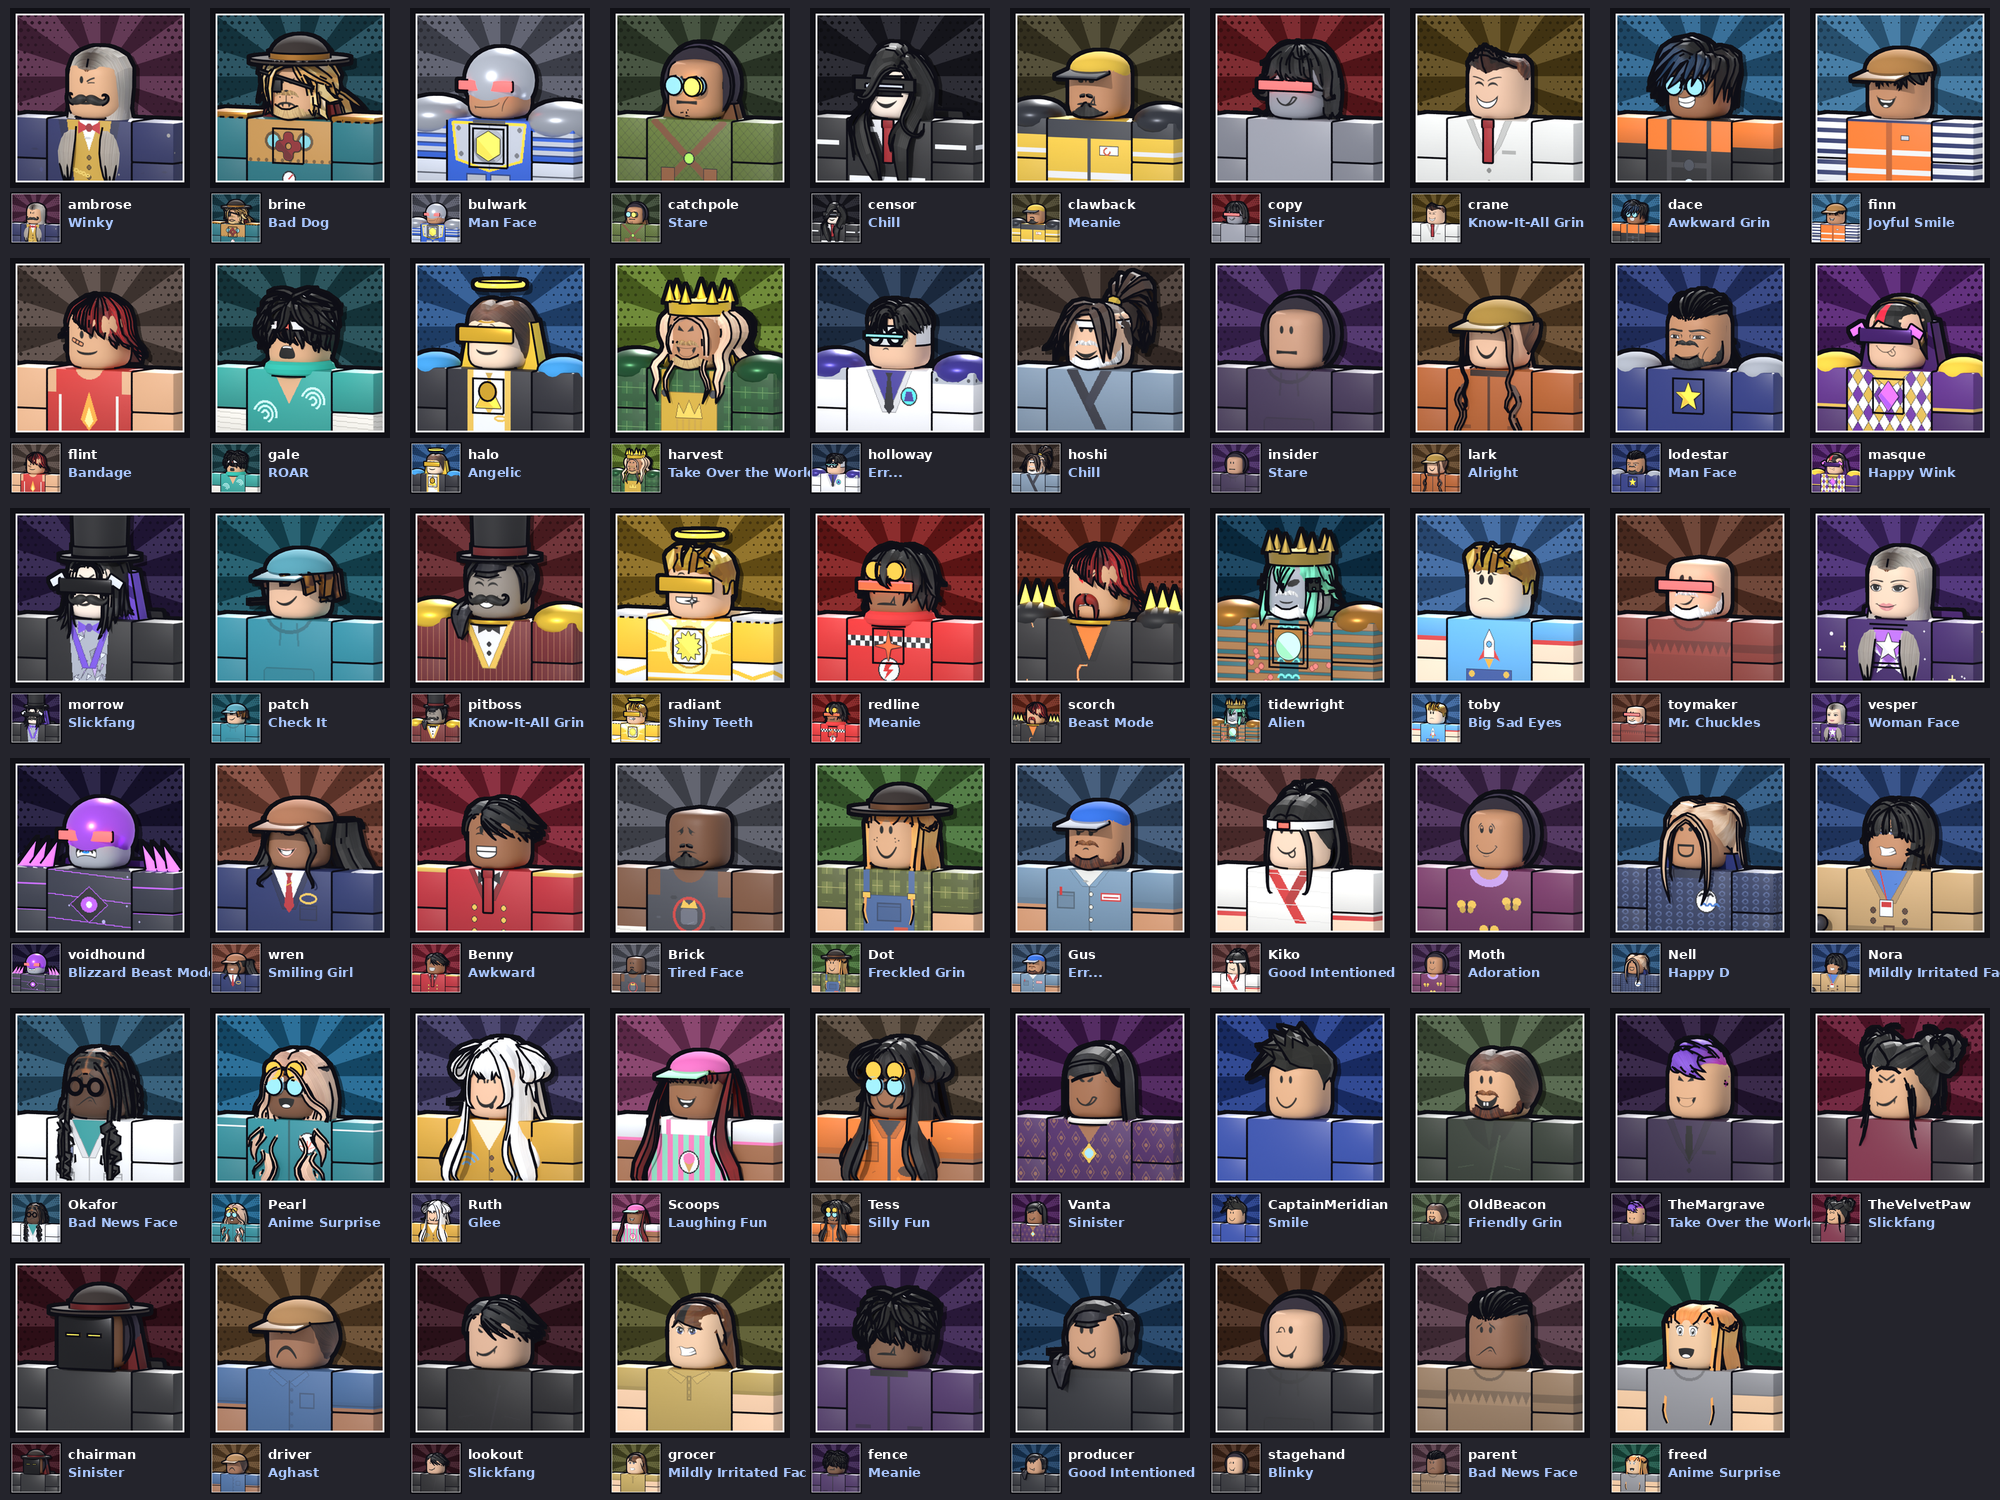 ambrose
Winky
brine
Bad Dog
bulwark
Man Face
catchpole
Stare
censor
Chill
clawback
Meanie
copy
Sinister
crane
Know-It-All Grin
dace
Awkward Grin
finn
Joyful Smile
flint
Bandage
gale
ROAR
halo
Angelic
harvest
Take Over the World
holloway
Err...
hoshi
Chill
insider
Stare
lark
Alright
lodestar
Man Face
masque
Happy Wink
morrow
Slickfang
patch
Check It
pitboss
Know-It-All Grin
radiant
Shiny Teeth
redline
Meanie
scorch
Beast Mode
tidewright
Alien
toby
Big Sad Eyes
toymaker
Mr. Chuckles
vesper
Woman Face
voidhound
Blizzard Beast Mode
wren
Smiling Girl
Benny
Awkward
Brick
Tired Face
Dot
Freckled Grin
Gus
Err...
Kiko
Good Intentioned
Moth
Adoration
Nell
Happy D
Nora
Mildly Irritated Fa
Okafor
Bad News Face
Pearl
Anime Surprise
Ruth
Glee
Scoops
Laughing Fun
Tess
Silly Fun
Vanta
Sinister
CaptainMeridian
Smile
OldBeacon
Friendly Grin
TheMargrave
Take Over the World
TheVelvetPaw
Slickfang
chairman
Sinister
driver
Aghast
lookout
Slickfang
grocer
Mildly Irritated Fac
fence
Meanie
producer
Good Intentioned
stagehand
Blinky
parent
Bad News Face
freed
Anime Surprise